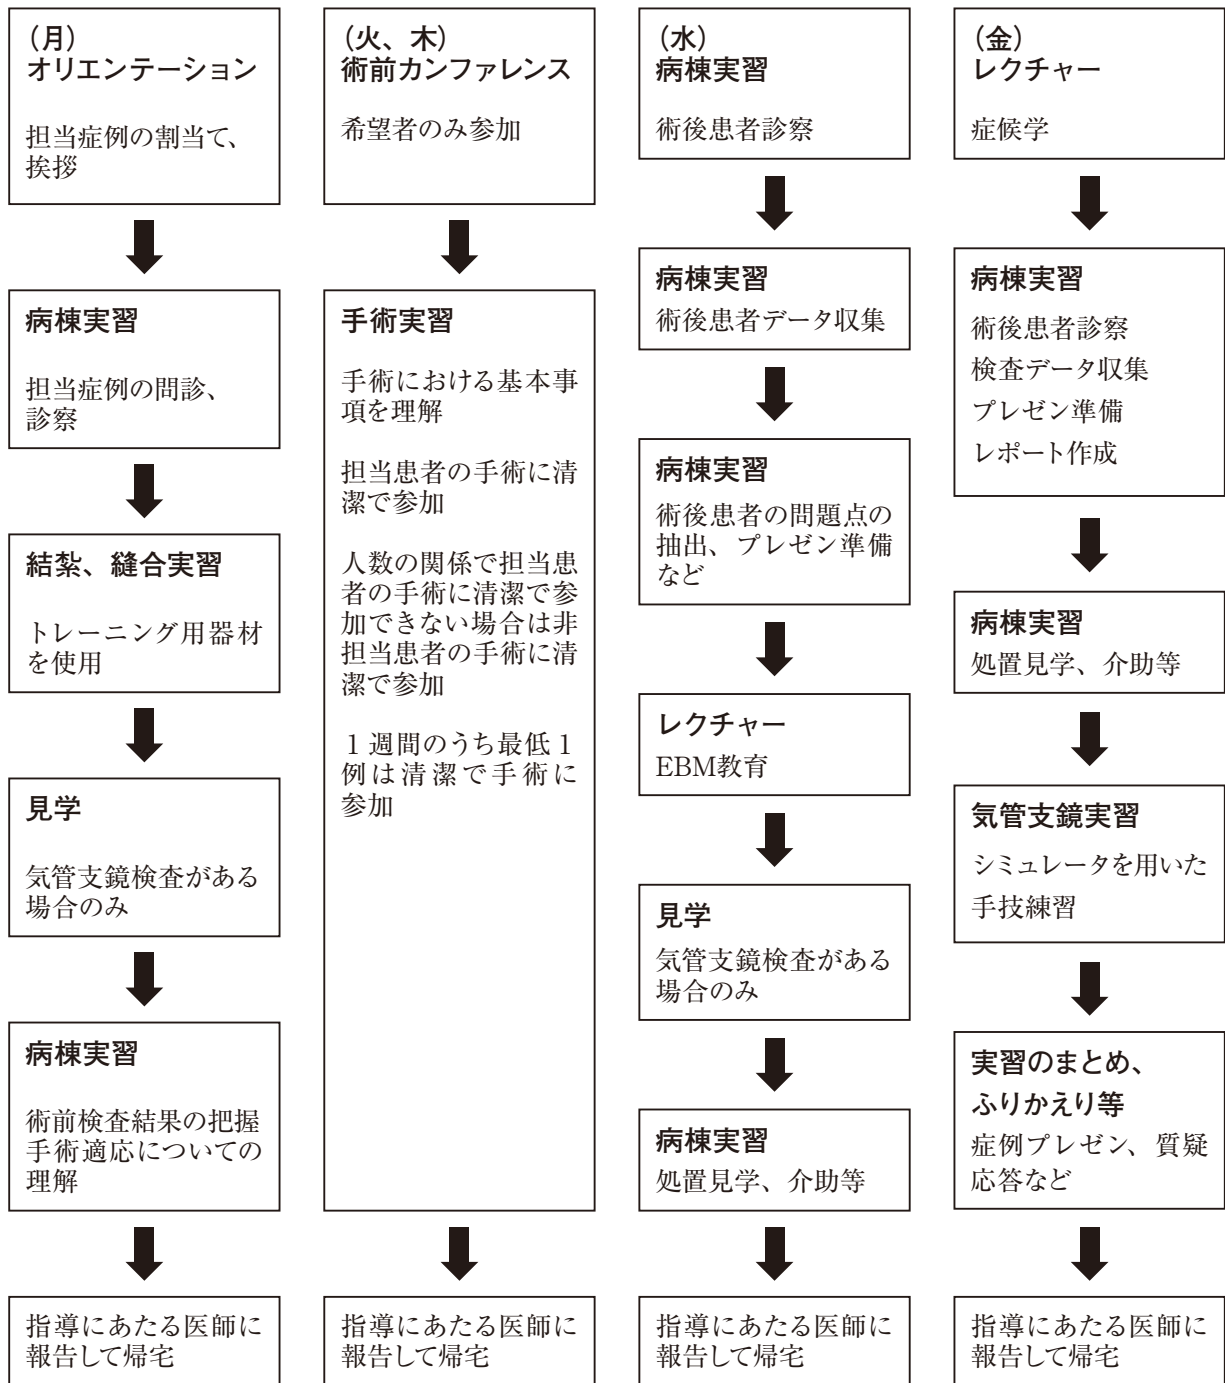 （月）
オリエンテーション
担当症例の割当て、
挨拶
病棟実習
担当症例の問診、
診察
結紮、縫合実習
トレーニング用器材
を使用
見学
気管支鏡検査がある
場合のみ
病棟実習
術前検査結果の把握
手術適応についての
理解
指導にあたる医師に
報告して帰宅
（火、木）
術前カンファレンス
希望者のみ参加
手術実習
手術における基本事
項を理解
担当患者の手術に清
潔で参加
人数の関係で担当患
者の手術に清潔で参
加できない場合は非
担当患者の手術に清
潔で参加
１週間のうち最低１
例は清潔で手術に
参加
指導にあたる医師に
報告して帰宅
（水）
病棟実習
術後患者診察
病棟実習
術後患者データ収集
病棟実習
術後患者の問題点の
抽出、プレゼン準備
など
レクチャー
EBM教育
見学
気管支鏡検査がある
場合のみ
病棟実習
処置見学、介助等
指導にあたる医師に
報告して帰宅
（金）
レクチャー
症候学
病棟実習
術後患者診察
検査データ収集
プレゼン準備
レポート作成
病棟実習
処置見学、介助等
気管支鏡実習
シミュレータを用いた
手技練習
実習のまとめ、
ふりかえり等
症例プレゼン、質疑
応答など
指導にあたる医師に
報告して帰宅